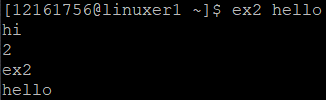 [12161756@linuxer1 ~]$ ex2 hello
hi
2
ex2
hello